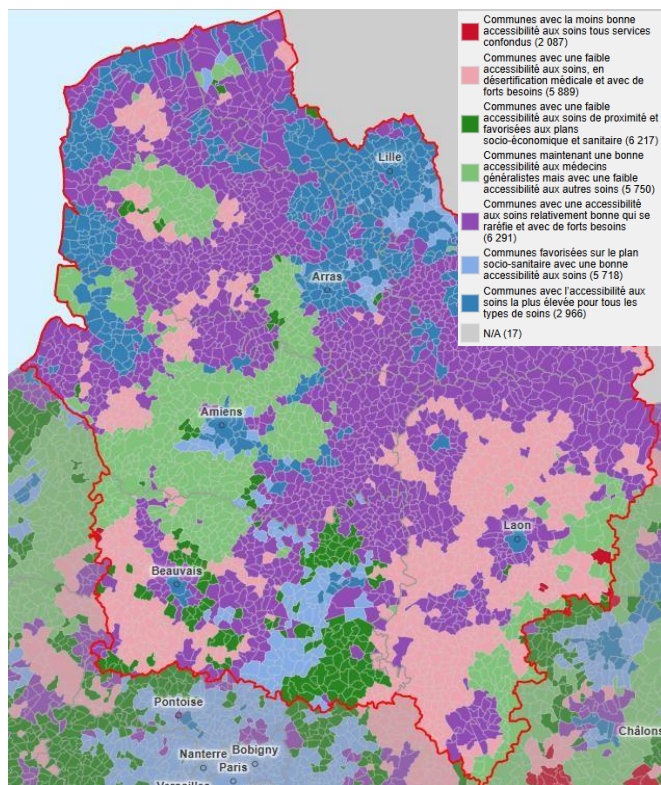 Communes avec la moins bonne
accessibilité aux soins tous services
confondus (2 087)
Communes avec une faible
accessibilité aux soins, en
désertification médicale et avec de
forts besoins (5 889)
Communes avec une faible
accessibilité aux soins de proximité et
favorisées aux plans
socio-économique et sanitaire (6 217)
Communes maintenant une bonne
accessibilité aux médecins
généralistes mais avec une faible
accessibilité aux autres soins (5 750)
Communes avec une accessibilité
aux soins relativement bonne qui se
raréfie et avec de forts besoins
(6 291)
Communes favorisées sur le plan
socio-sanitaire avec une bonne
accessibilité aux soins (5 718)
Communes avec l'accessibilité aux
soins la plus élevée pour tous les
types de soins (2 966)
N/A (17)
Lille
Arras
Amiens
Laon
Beauvais
Pontoise
Châlons
Nanterre
Bobigny
Paris
Versailles